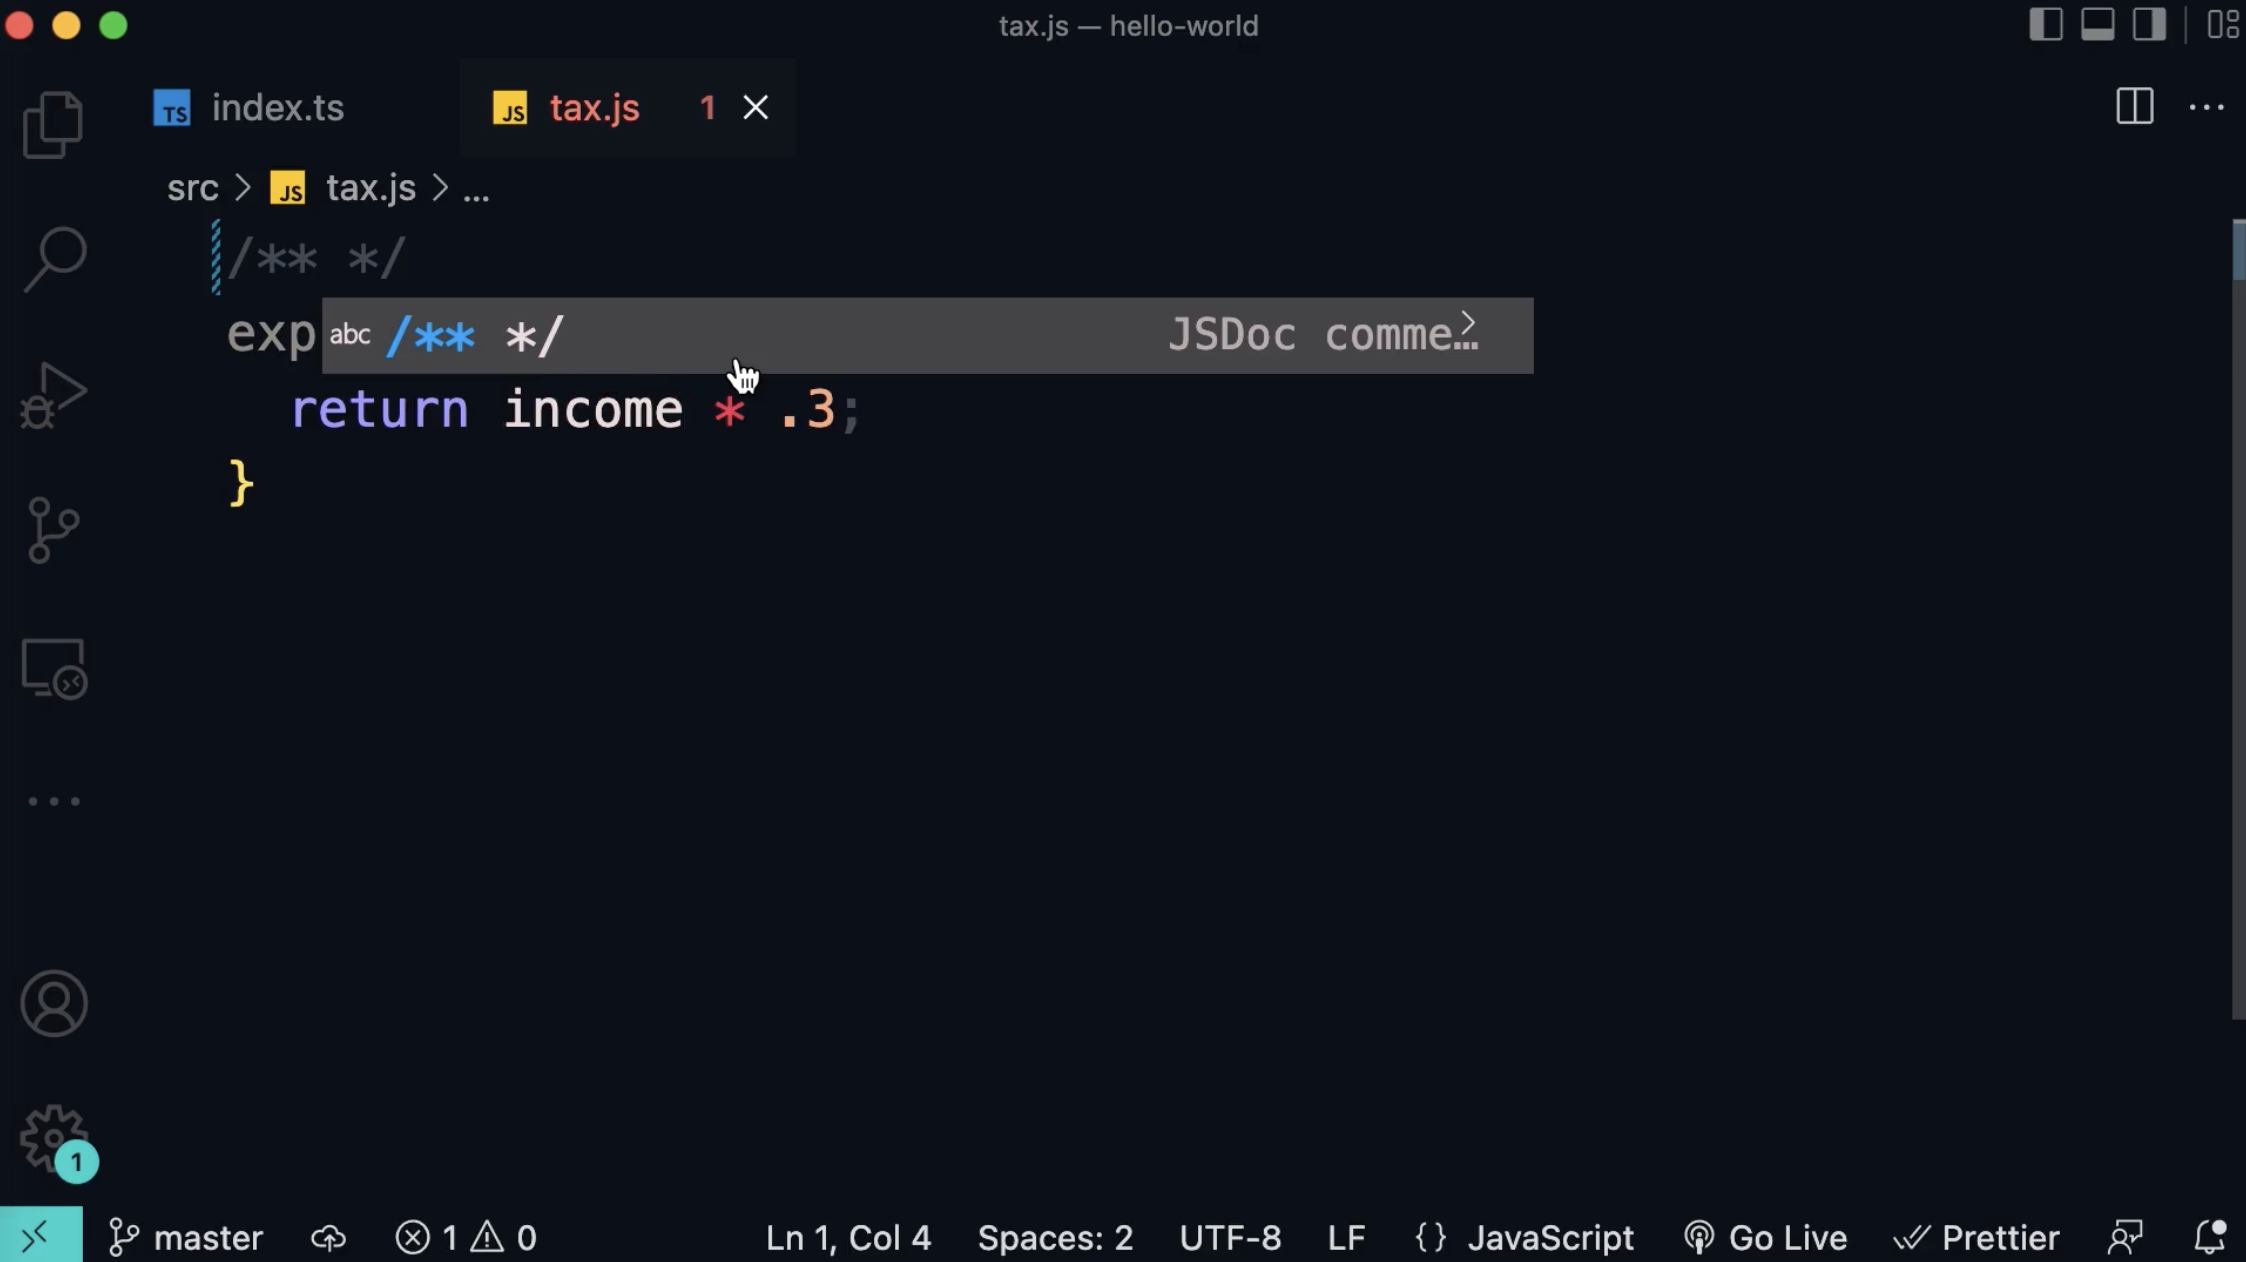 tax.js — hello-world
TS index.ts
JS tax.js 1
src > JS tax.js > ...
/** */
exp
abc /** */ JSDoc comme…
return income * .3;
}
1
master 1 0 Ln 1, Col 4 Spaces: 2 UTF-8 LF {} JavaScript Go Live Prettier